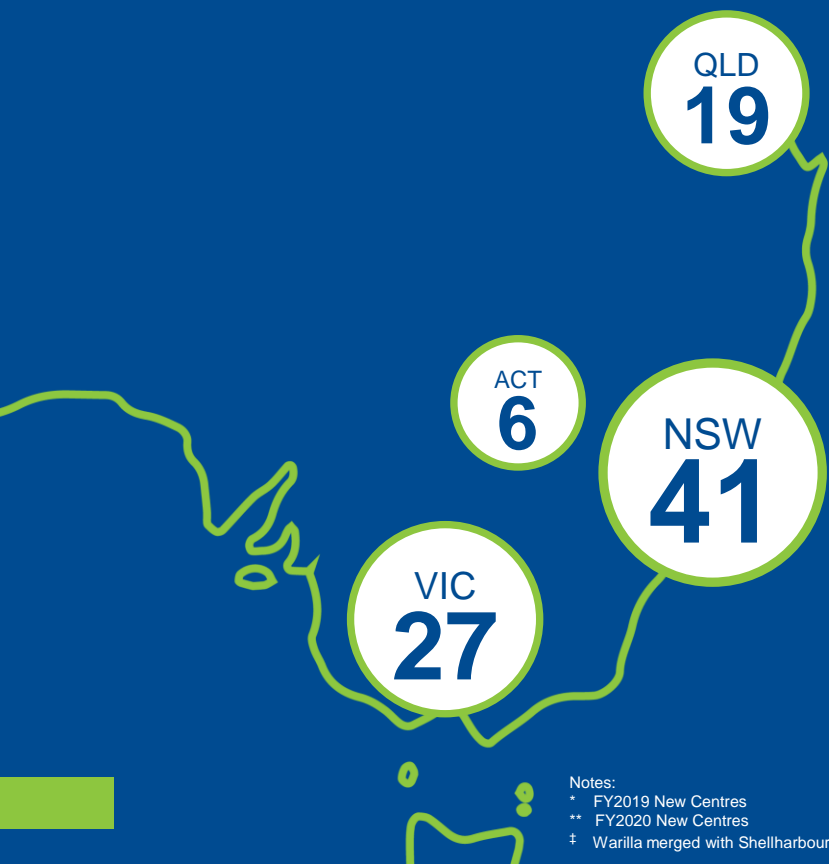 QLD
19
ACT
6
NSW
41
VIC
27
Notes:
* FY2019 New Centres
** FY2020 New Centres
‡ Warilla merged with Shellharbour